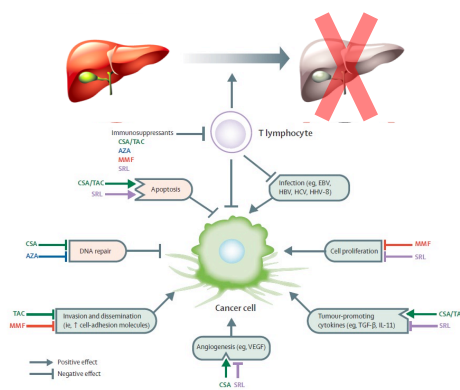 Immunosuppressants
CSA/TAC
AZA
MMF
SRL
T lymphocyte
CSA/TAC
SRL
Apoptosis
Infection (eg, EBV,
HBV, HCV, HHV-8)
CSA
AZA
DNA repair
Cell proliferation
MMF
SRL
Cancer cell
TAC
MMF
Invasion and dissemination
(ie, ↑ cell-adhesion molecules)
Tumour-promoting
cytokines (eg, TGF-β, IL-11)
CSA/TA
SRL
Angiogenesis (eg, VEGF)
Positive effect
Negative effect
CSA SRL